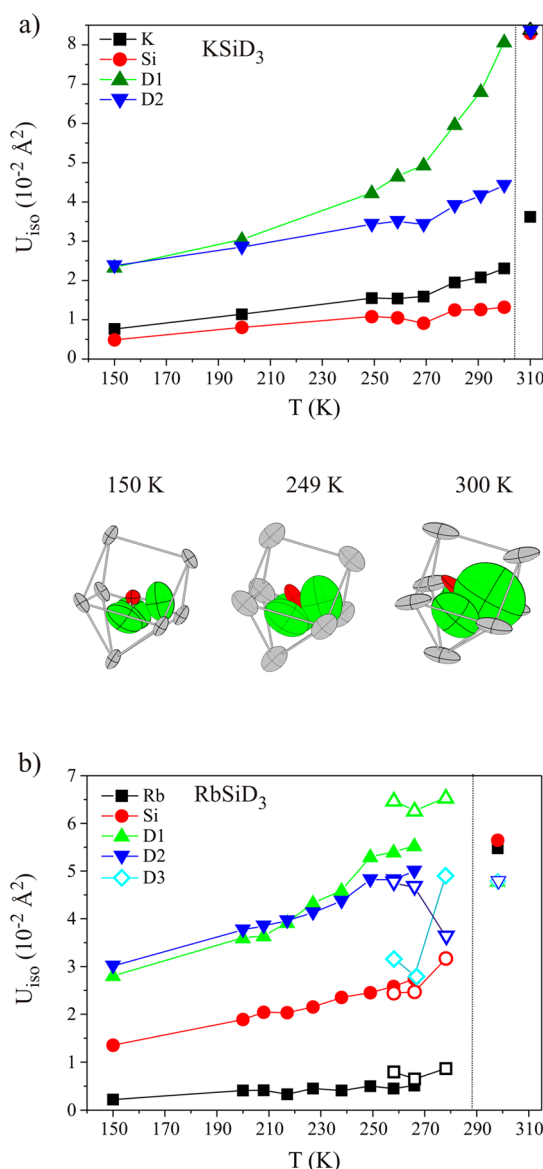 a)
KSiD₃
K
Si
D1
D2
U_iso (10⁻² Å²)
8
7
6
5
4
3
2
1
0
150 170 190 210 230 250 270 290 310
T (K)
150 K 249 K 300 K
b)
RbSiD₃
Rb
Si
D1
D2
D3
U_iso (10⁻² Å²)
7
6
5
4
3
2
1
0
150 170 190 210 230 250 270 290 310
T (K)